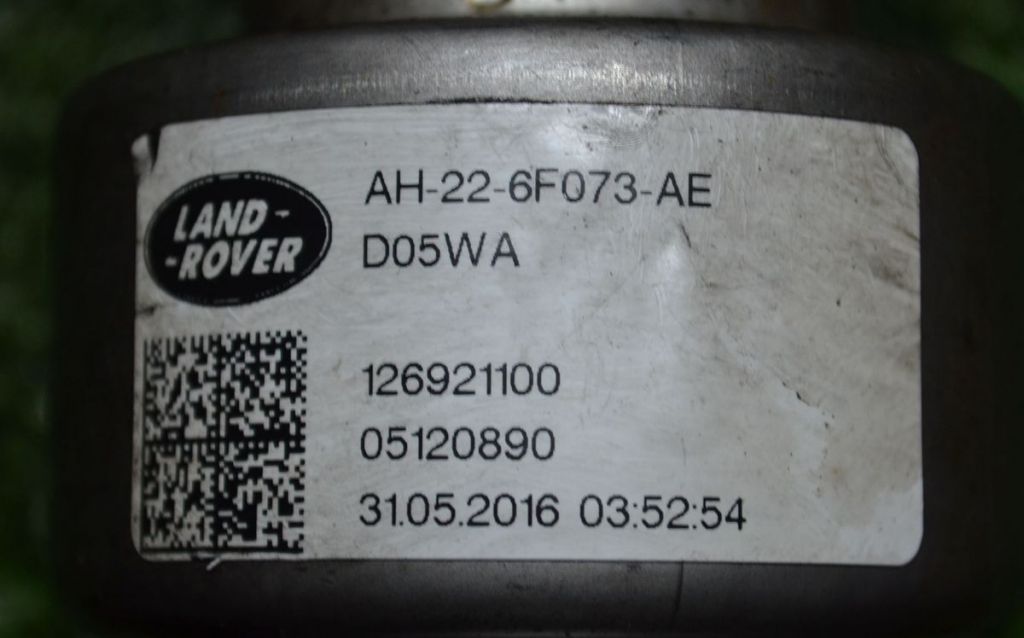 LAND-
-ROVER
AH-22-6F073-AE
D05WA
126921100
05120890
31.05.2016 03:52:54